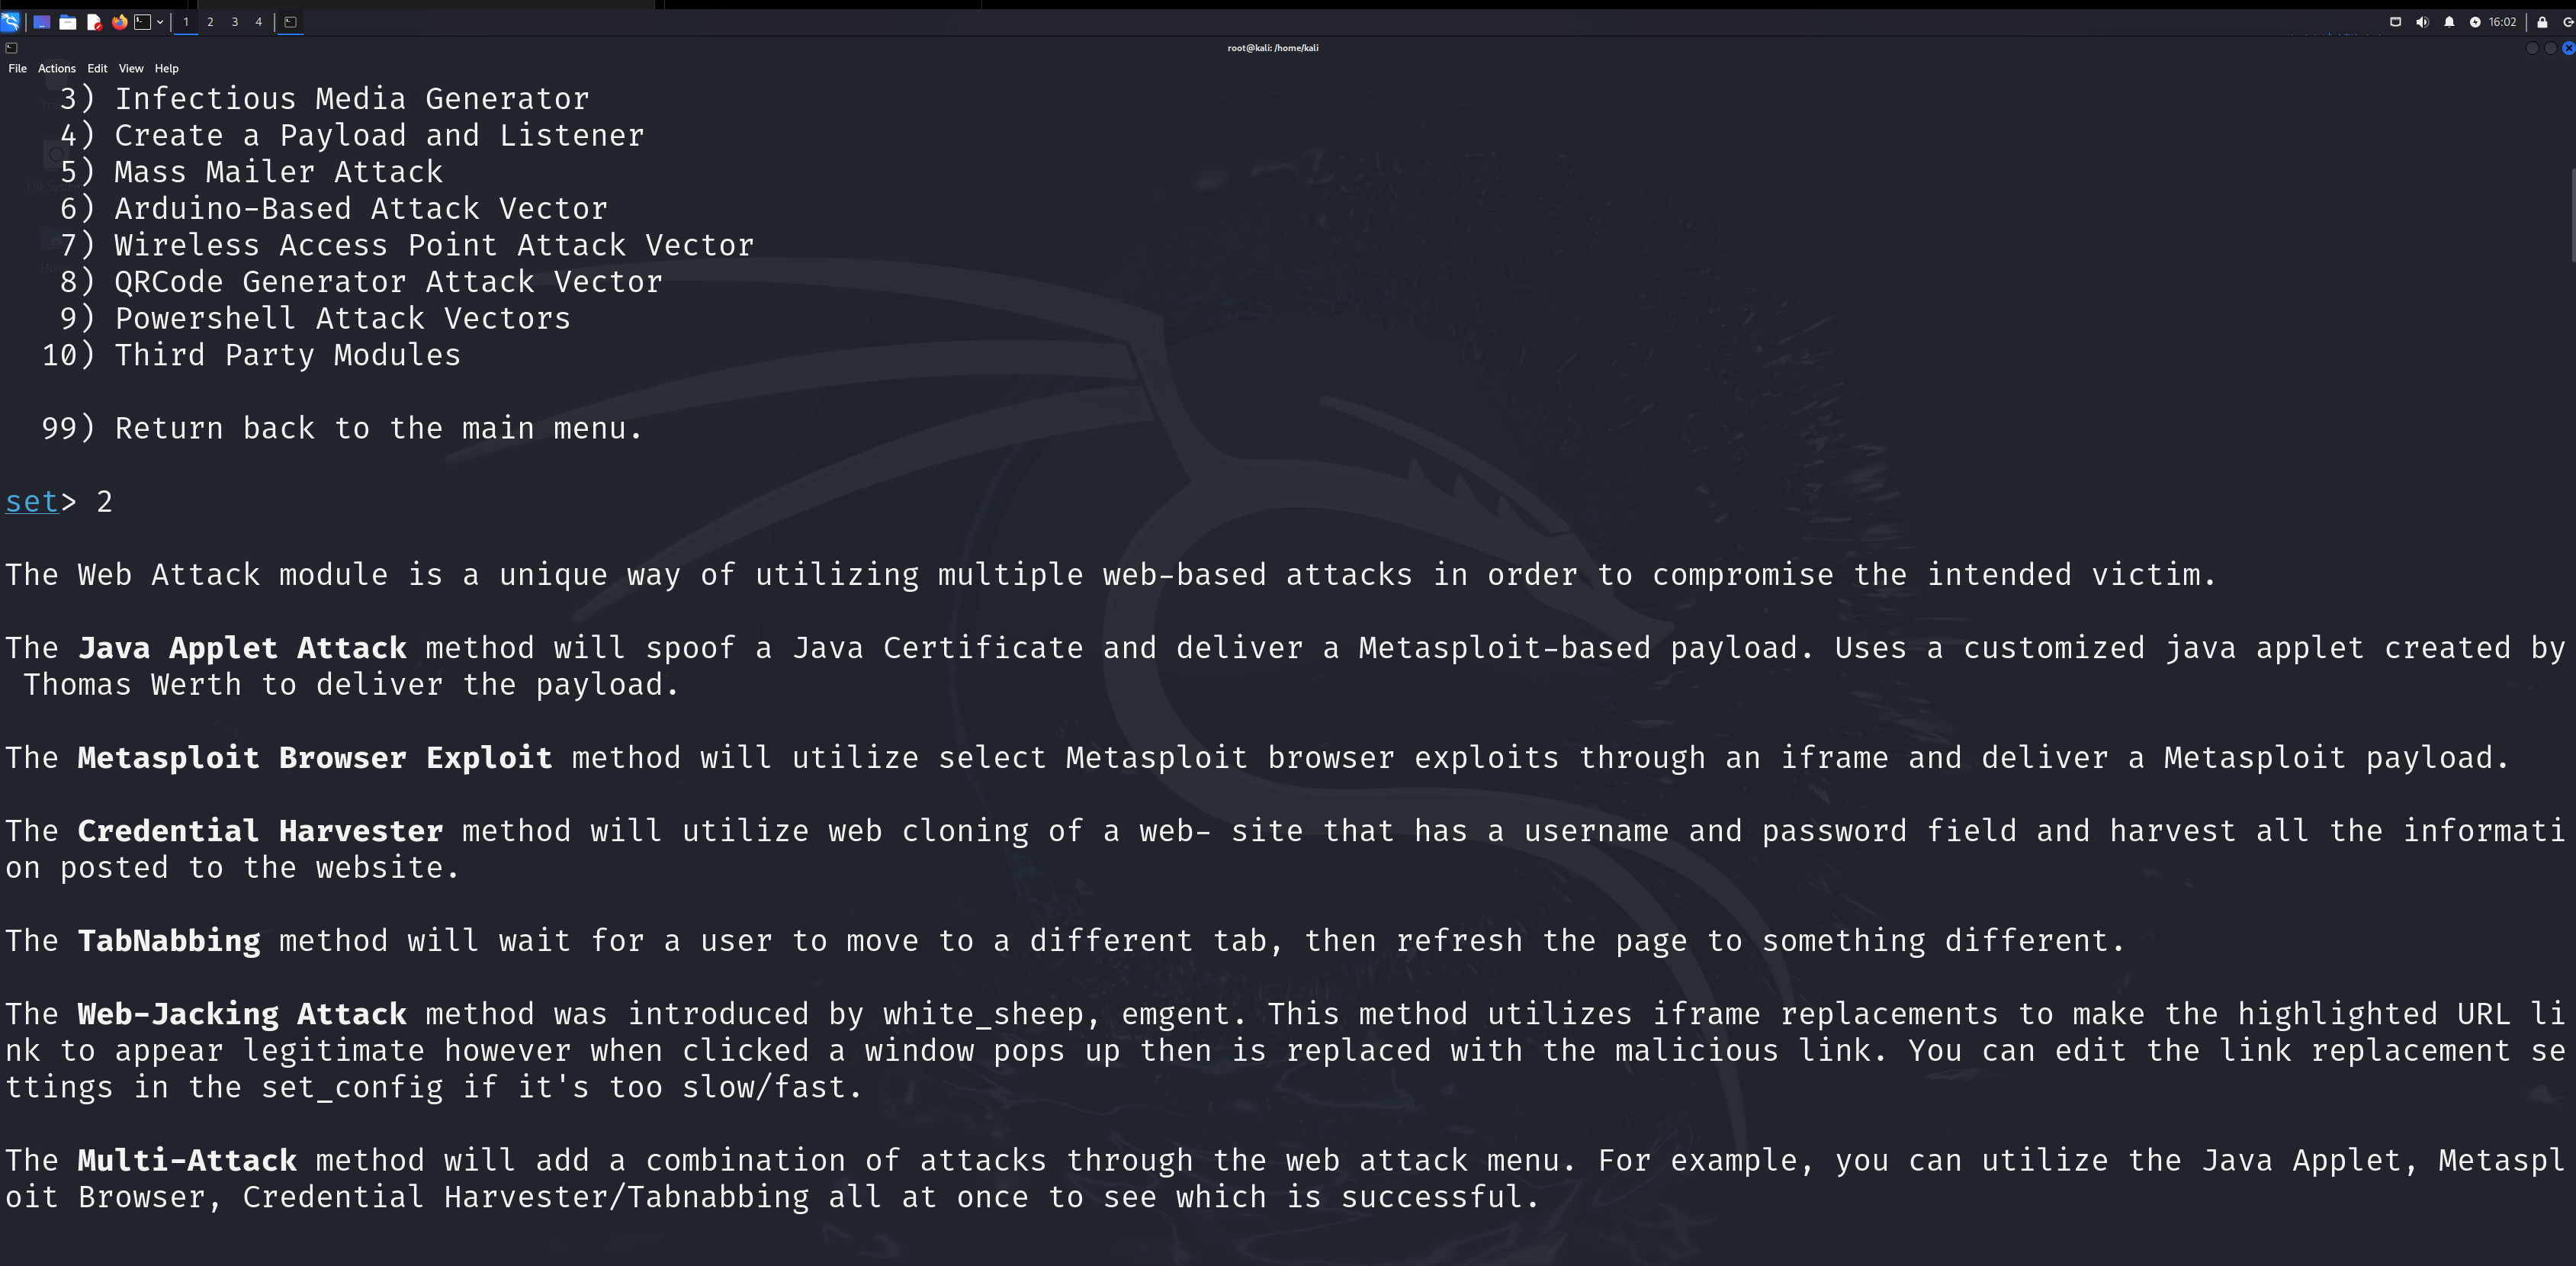 1 2 3 4
16:02
root@kali: /home/kali
File Actions Edit View Help
3) Infectious Media Generator
4) Create a Payload and Listener
5) Mass Mailer Attack
6) Arduino-Based Attack Vector
7) Wireless Access Point Attack Vector
8) QRCode Generator Attack Vector
9) Powershell Attack Vectors
10) Third Party Modules
99) Return back to the main menu.
set> 2
The Web Attack module is a unique way of utilizing multiple web-based attacks in order to compromise the intended victim.
The Java Applet Attack method will spoof a Java Certificate and deliver a Metasploit-based payload. Uses a customized java applet created by
Thomas Werth to deliver the payload.
The Metasploit Browser Exploit method will utilize select Metasploit browser exploits through an iframe and deliver a Metasploit payload.
The Credential Harvester method will utilize web cloning of a web- site that has a username and password field and harvest all the informati
on posted to the website.
The TabNabbing method will wait for a user to move to a different tab, then refresh the page to something different.
The Web-Jacking Attack method was introduced by white_sheep, emgent. This method utilizes iframe replacements to make the highlighted URL li
nk to appear legitimate however when clicked a window pops up then is replaced with the malicious link. You can edit the link replacement se
ttings in the set_config if it's too slow/fast.
The Multi-Attack method will add a combination of attacks through the web attack menu. For example, you can utilize the Java Applet, Metaspl
oit Browser, Credential Harvester/Tabnabbing all at once to see which is successful.